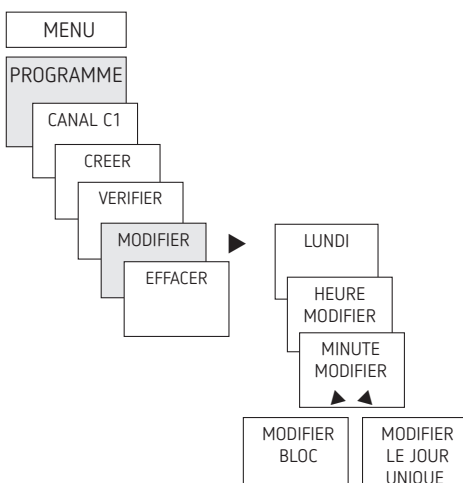 MENU
PROGRAMME
CANAL C1
CREER
VERIFIER
MODIFIER
EFFACER
LUNDI
HEURE
MODIFIER
MINUTE
MODIFIER
MODIFIER
BLOC
MODIFIER
LE JOUR
UNIQUE